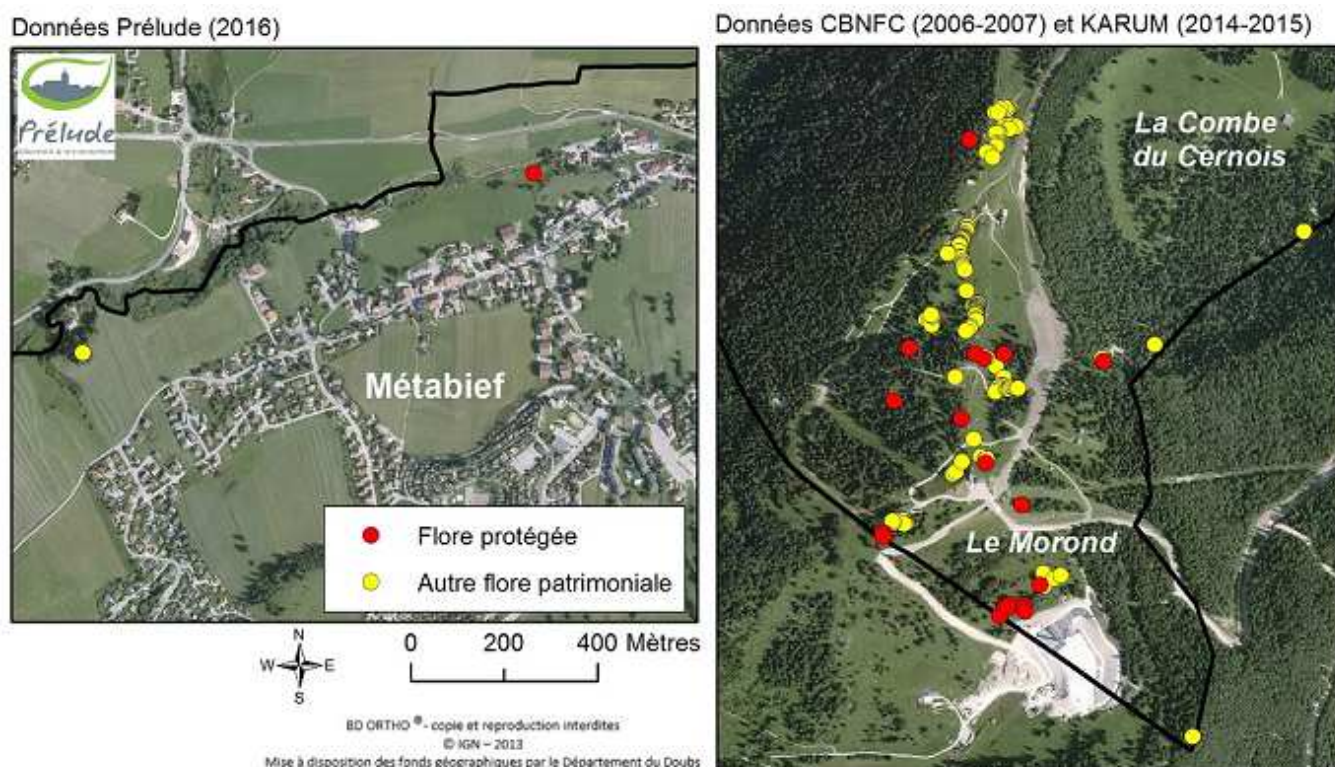 Données Prélude (2016)
Prélude
Métabief
Flore protégée
Autre flore patrimoniale
N
W E
S
0 200 400 Mètres
BD ORTHO ® - copie et reproduction interdites
© IGN – 2013
Mise à disposition des fonds géographiques par le Département du Doubs
Données CBNFC (2006-2007) et KARUM (2014-2015)
La Combe
du Cernois
Le Morond